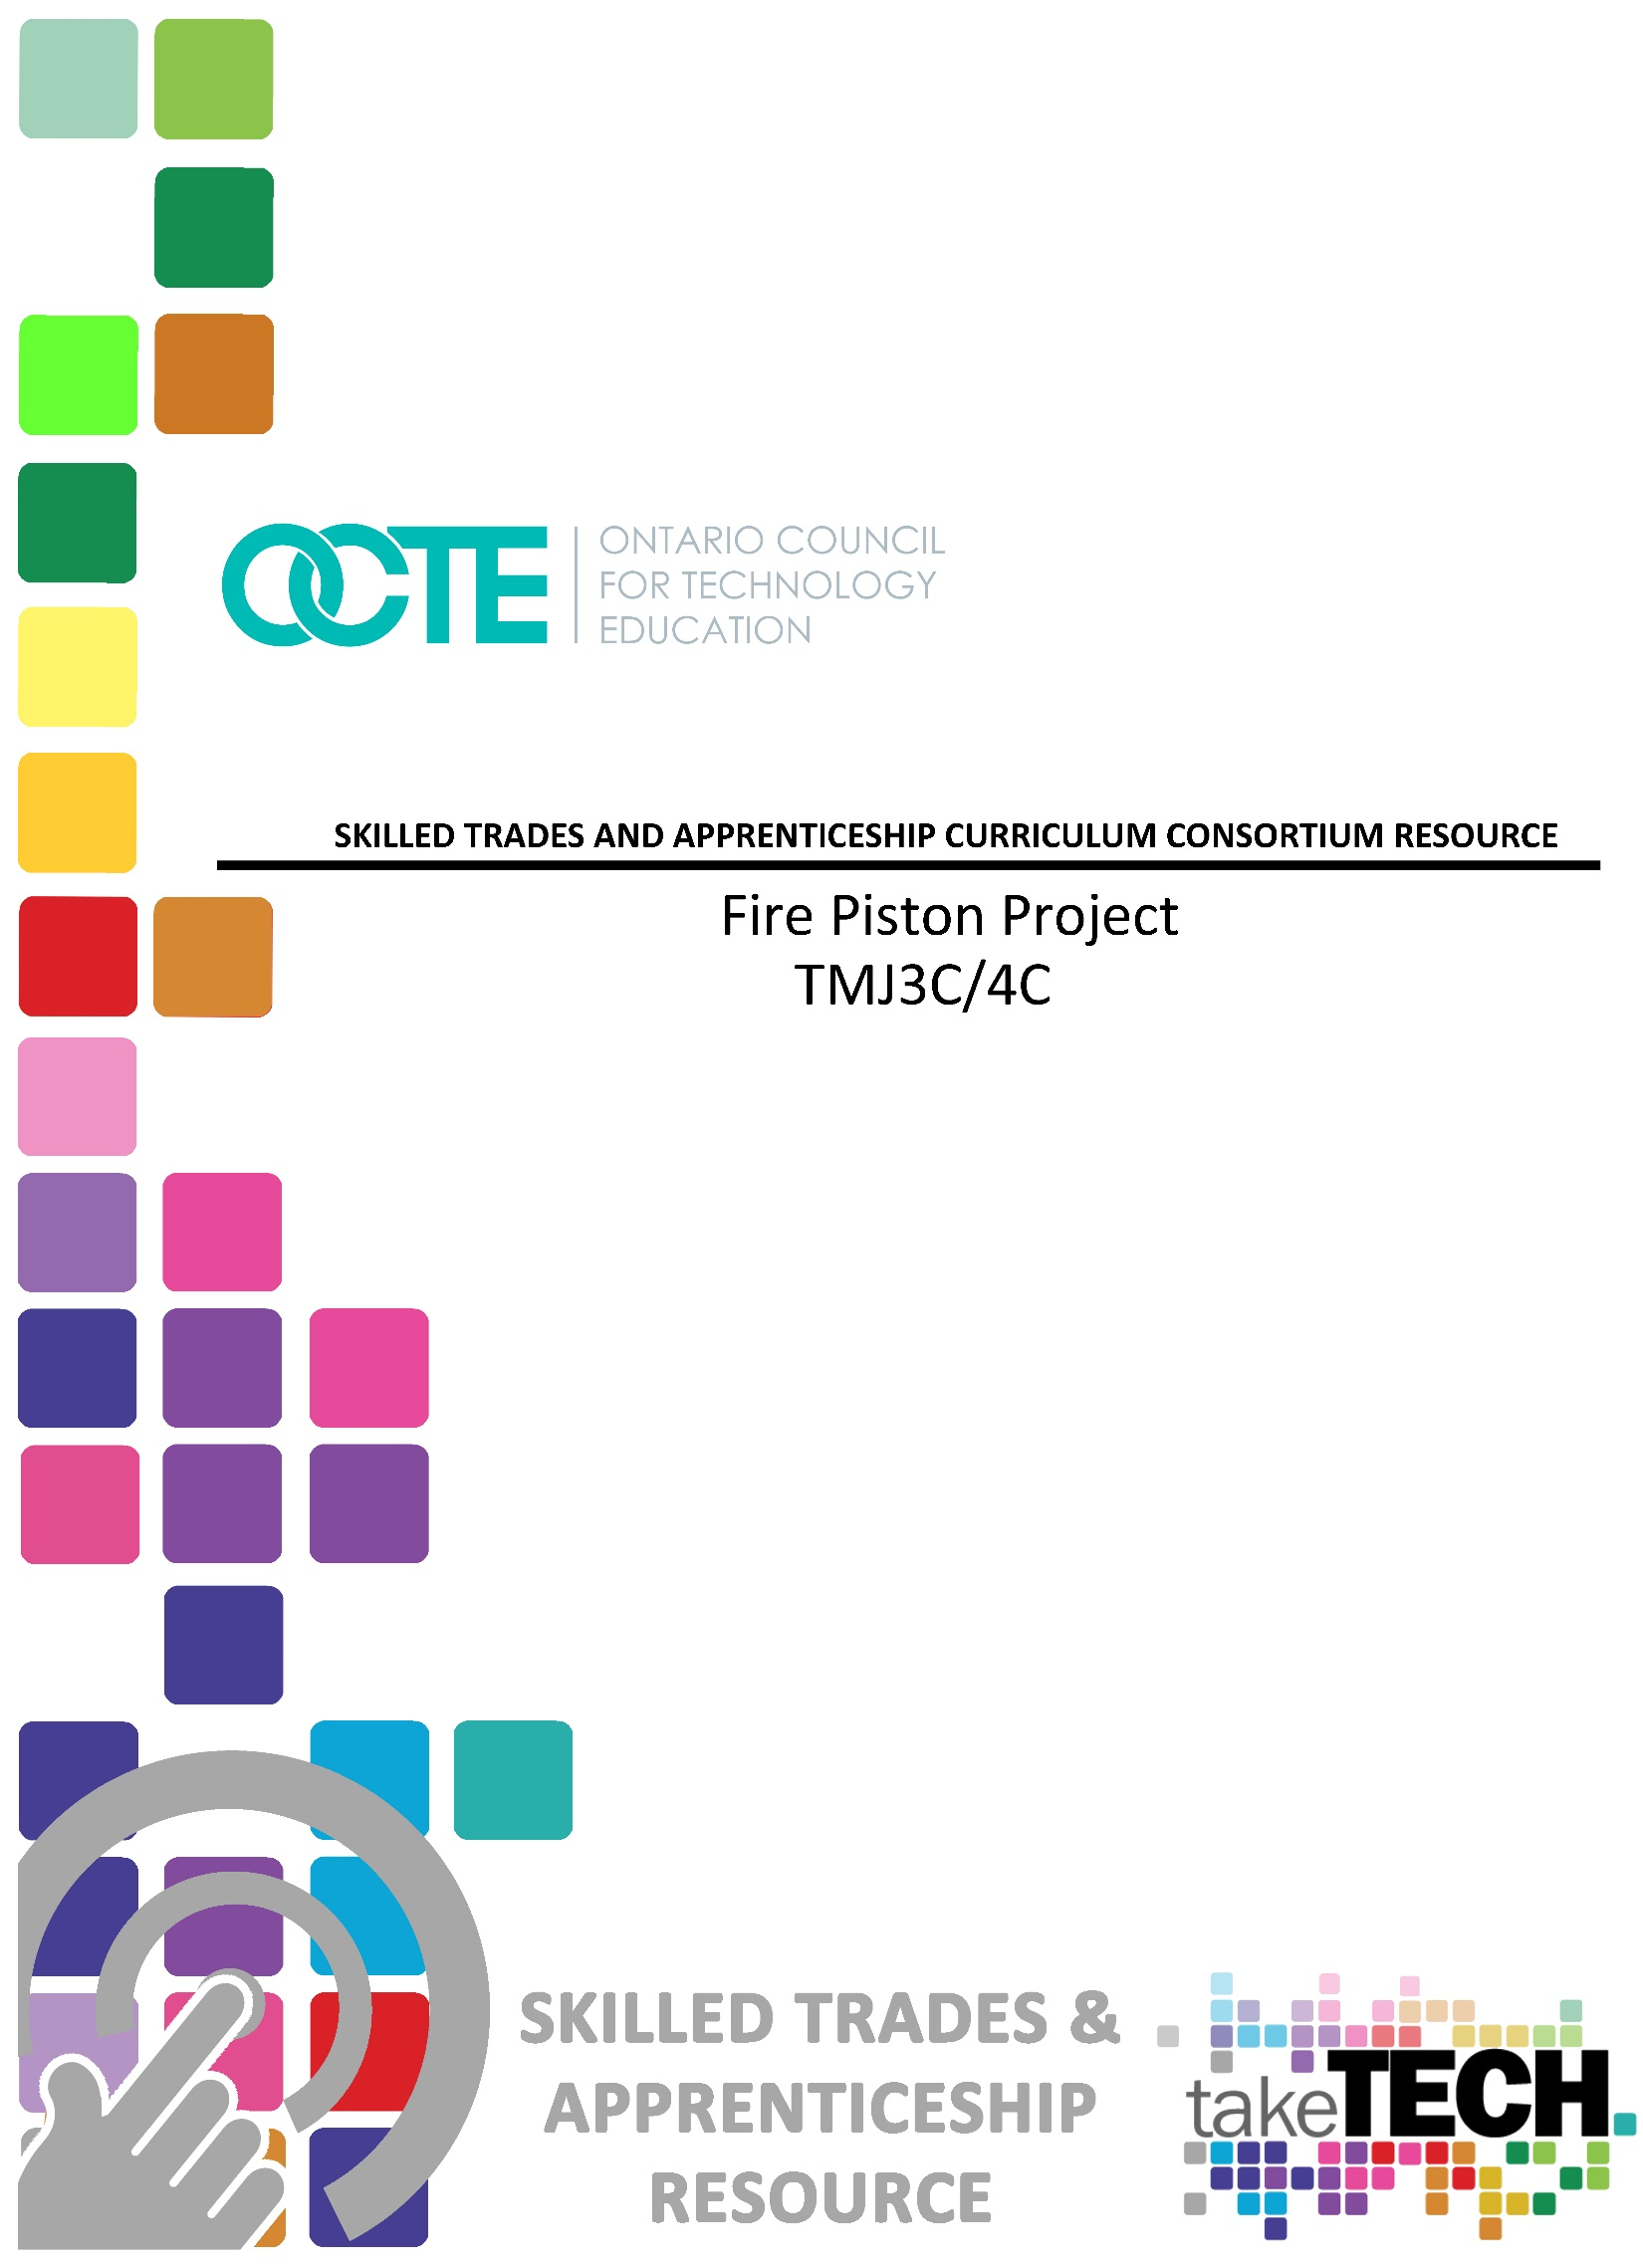 OCTE
ONTARIO COUNCIL
FOR TECHNOLOGY
EDUCATION
SKILLED TRADES AND APPRENTICESHIP CURRICULUM CONSORTIUM RESOURCE
Fire Piston Project
TMJ3C/4C
SKILLED TRADES &
APPRENTICESHIP
RESOURCE
takeTECH